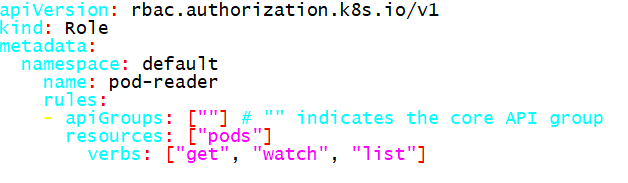 apiVersion: rbac.authorization.k8s.io/v1
kind: Role
metadata:
  namespace: default
    name: pod-reader
    rules:
    - apiGroups: [""] # "" indicates the core API group
      resources: ["pods"]
        verbs: ["get", "watch", "list"]